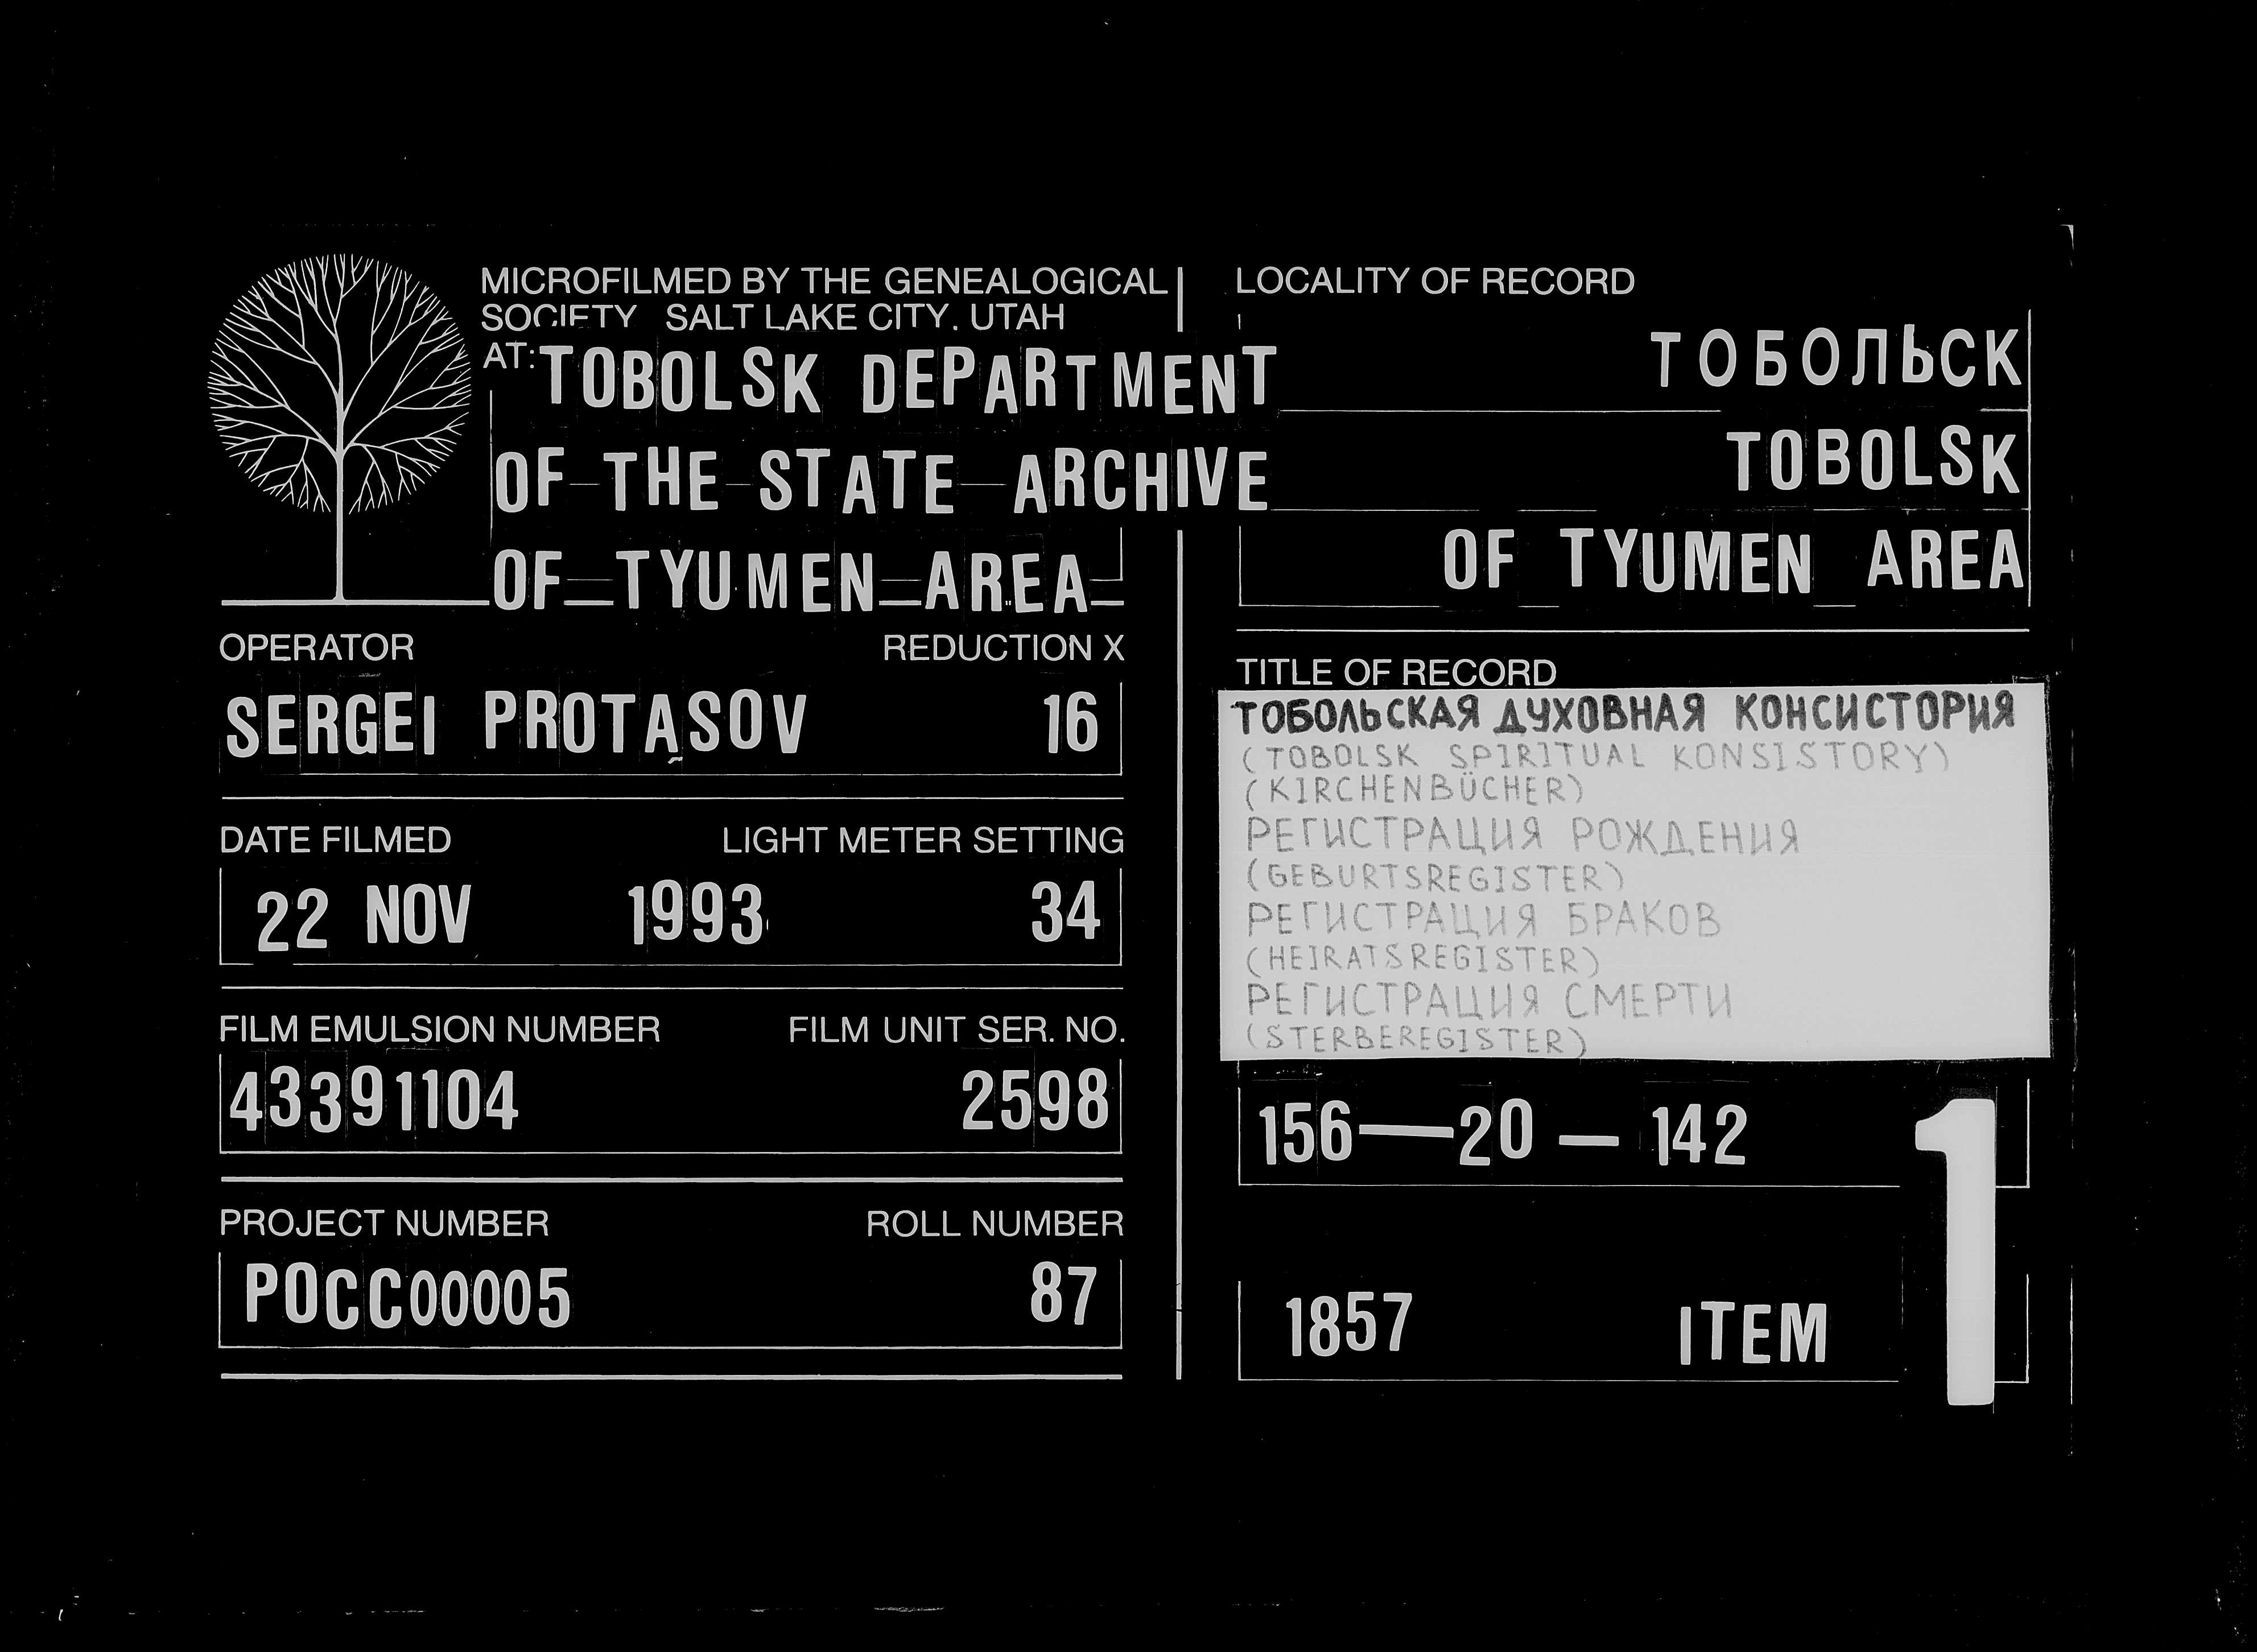 MICROFILMED BY THE GENEALOGICAL
SOCIETY SALT LAKE CITY, UTAH
AT: TOBOLSK DEPARTMENT
OF THE STATE ARCHIVE
OF TYUMEN AREA
OPERATOR REDUCTION X
SERGEI PROTASOV 16
DATE FILMED LIGHT METER SETTING
22 NOV 1993 34
FILM EMULSION NUMBER FILM UNIT SER. NO.
43391104 2598
PROJECT NUMBER ROLL NUMBER
РОСС00005 87
LOCALITY OF RECORD
ТОБОЛЬСК
TOBOLSK
OF TYUMEN AREA
TITLE OF RECORD
ТОБОЛЬСКАЯ ДУХОВНАЯ КОНСИСТОРИЯ
(TOBOLSK SPIRITUAL KONSISTORY)
(KIRCHENBÜCHER)
РЕГИСТРАЦИЯ РОЖДЕНИЯ
(GEBURTSREGISTER)
РЕГИСТРАЦИЯ БРАКОВ
(HEIRATSREGISTER)
РЕГИСТРАЦИЯ СМЕРТИ
(STERBEREGISTER)
156—20—142
1857 ITEM 1